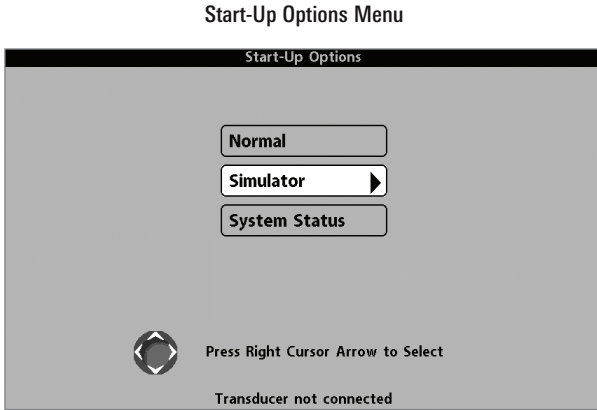 Start-Up Options Menu
Start-Up Options
Normal
Simulator
System Status
Press Right Cursor Arrow to Select
Transducer not connected